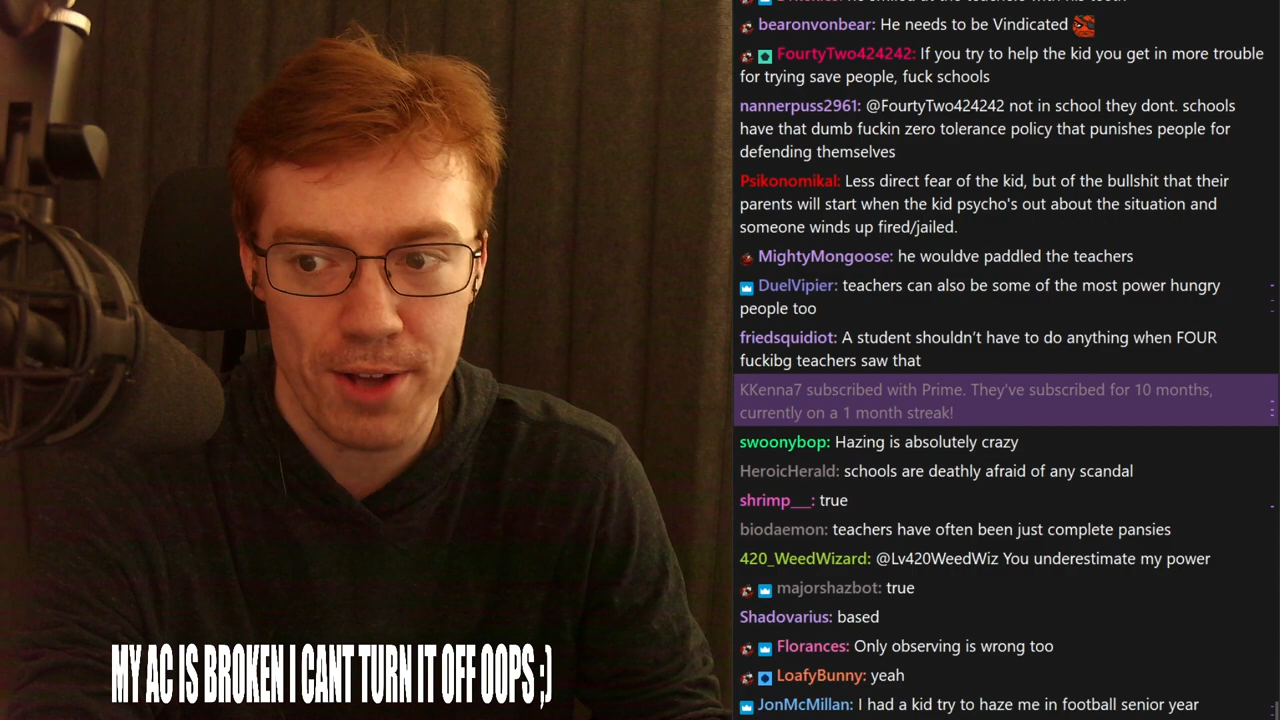 bearonvonbear: He needs to be Vindicated
FourtyTwo424242: If you try to help the kid you get in more trouble
for trying save people, fuck schools
nannerpuss2961: @FourtyTwo424242 not in school they dont. schools
have that dumb fuckin zero tolerance policy that punishes people for
defending themselves
Psikonomikal: Less direct fear of the kid, but of the bullshit that their
parents will start when the kid psycho's out about the situation and
someone winds up fired/jailed.
MightyMongoose: he wouldve paddled the teachers
DuelVipier: teachers can also be some of the most power hungry
people too
friedsquidiot: A student shouldn’t have to do anything when FOUR
fuckibg teachers saw that
KKenna7 subscribed with Prime. They've subscribed for 10 months,
currently on a 1 month streak!
swoonybop: Hazing is absolutely crazy
HeroicHerald: schools are deathly afraid of any scandal
shrimp___: true
biodaemon: teachers have often been just complete pansies
420_WeedWizard: @Lv420WeedWiz You underestimate my power
majorshazbot: true
Shadovarius: based
Florances: Only observing is wrong too
LoafyBunny: yeah
JonMcMillan: I had a kid try to haze me in football senior year
MY AC IS BROKEN I CANT TURN IT OFF OOPS ;)